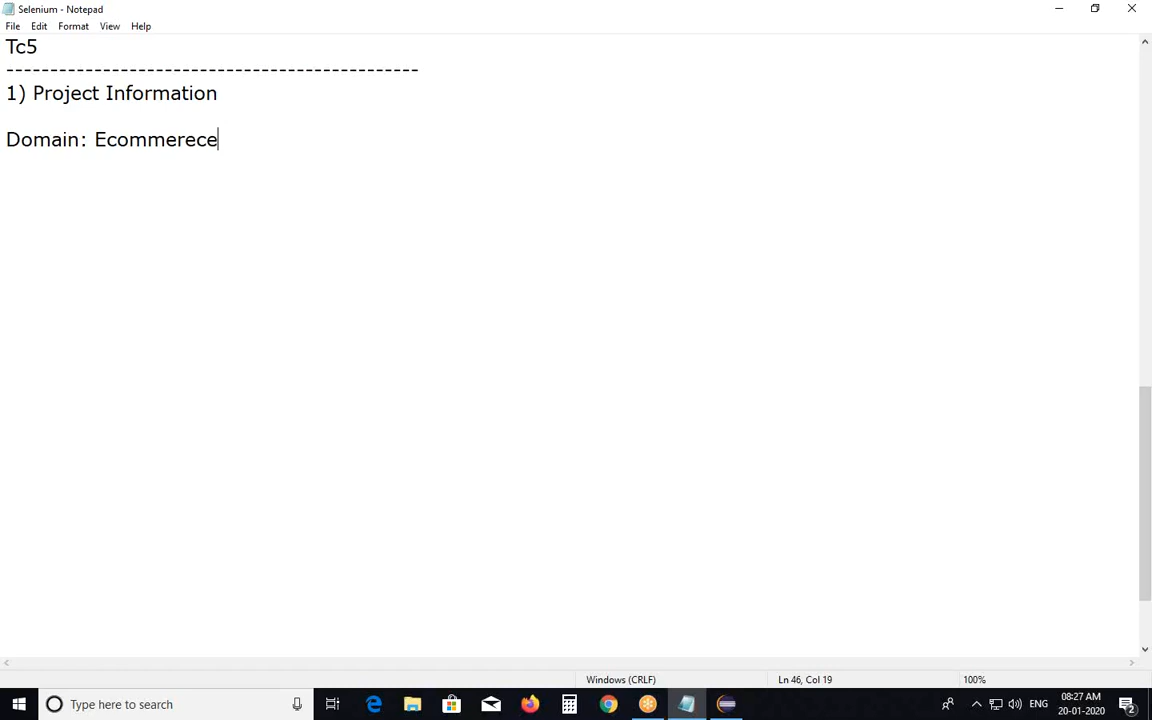 Selenium - Notepad
File Edit Format View Help
Tc5
-----------------------------------------------
1) Project Information
Domain: Ecommerece
Windows (CRLF) Ln 46, Col 19 100%
Type here to search
ENG
08:27 AM
20-01-2020
2